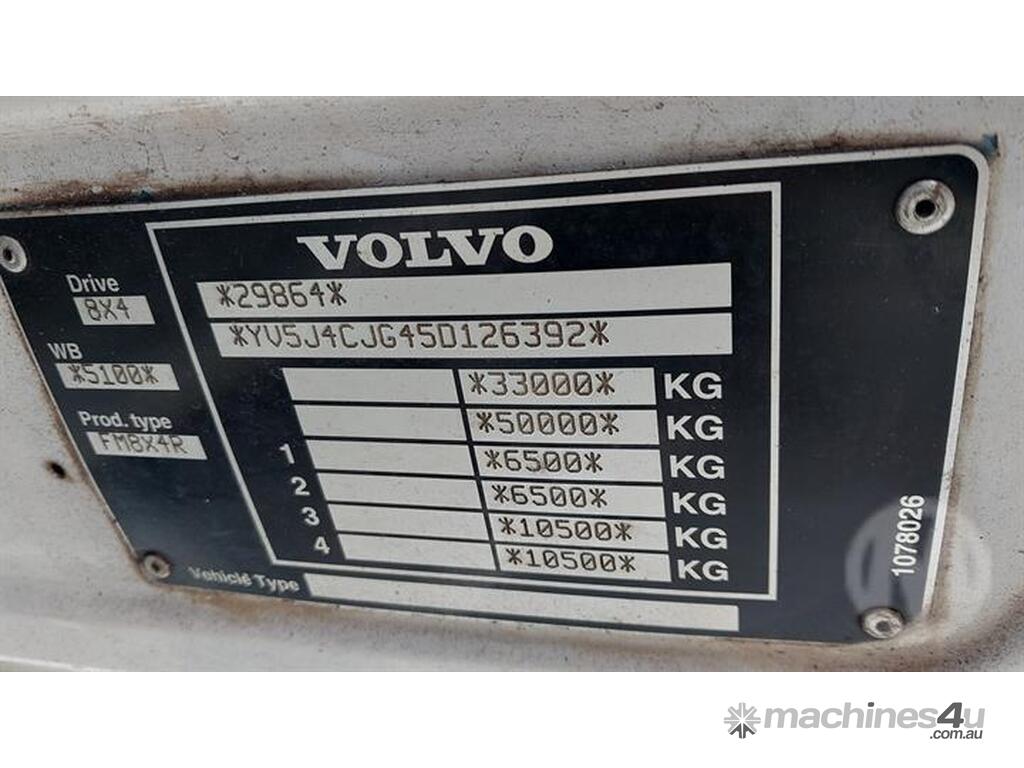 VOLVO
Drive
8X4
*29864*
*YV5J4CJG45D126392*
WB
*5100*
*33000* KG
Prod. type
FM8X4R
*50000* KG
1 *6500* KG
2 *6500* KG
3 *10500* KG
4 *10500* KG
Vehicle Type
1078026
machines4u
.com.au